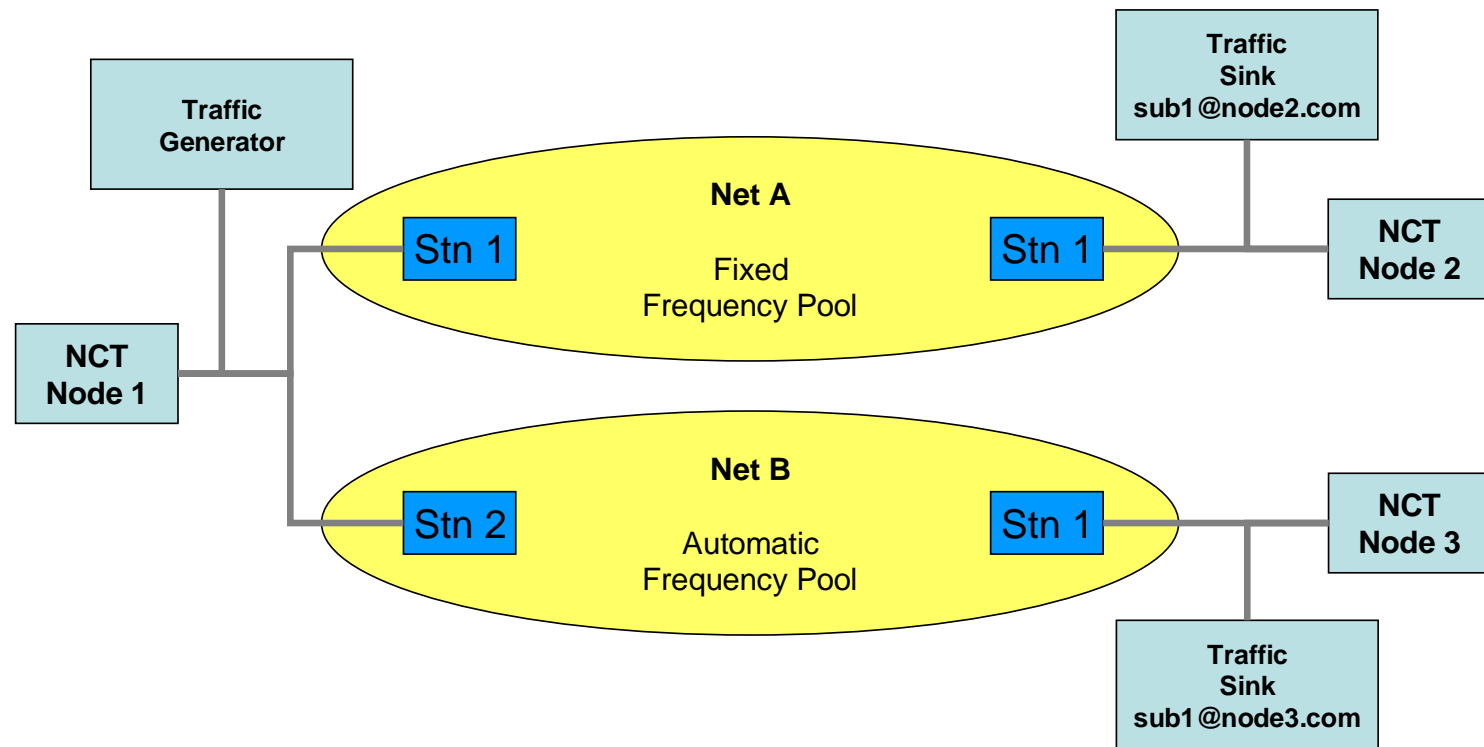 Traffic
Generator
Traffic
Sink
sub1@node2.com
Net A
Stn 1
Fixed
Frequency Pool
Stn 1
NCT
Node 2
NCT
Node 1
Net B
Stn 2
Automatic
Frequency Pool
Stn 1
NCT
Node 3
Traffic
Sink
sub1@node3.com